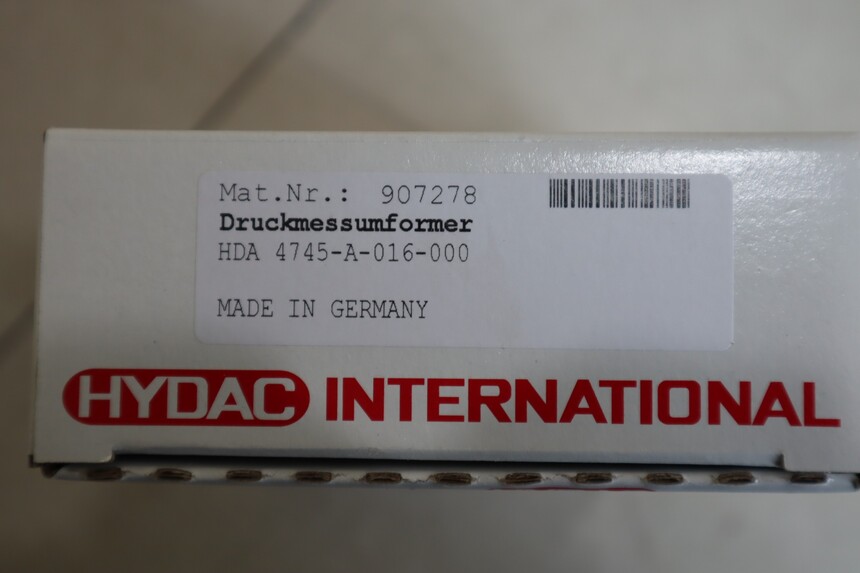 Mat.Nr.: 907278
Druckmessumformer
HDA 4745-A-016-000
MADE IN GERMANY
HYDAC INTERNATIONAL